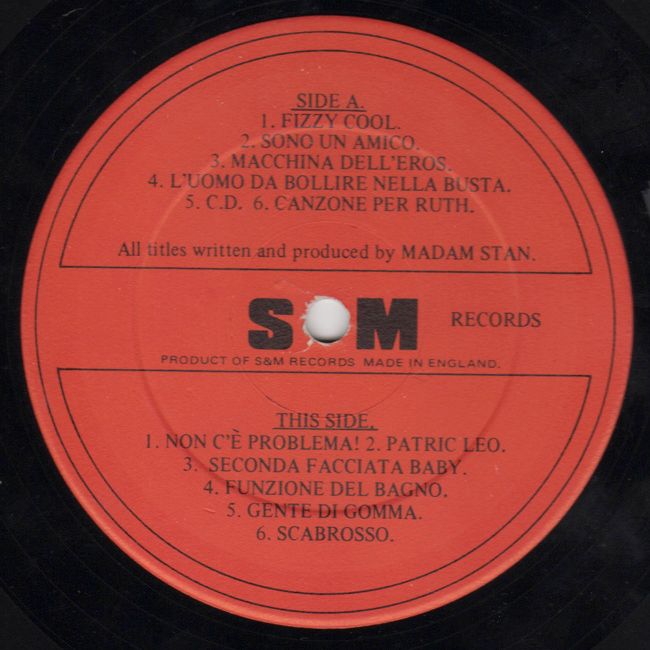 SIDE A.
1. FIZZY COOL.
2. SONO UN AMICO.
3. MACCHINA DELL'EROS.
4. L'UOMO DA BOLLIRE NELLA BUSTA.
5. C.D. 6. CANZONE PER RUTH.
All titles written and produced by MADAM STAN.
S M RECORDS
PRODUCT OF S&M RECORDS MADE IN ENGLAND.
THIS SIDE.
1. NON C'È PROBLEMA! 2. PATRIC LEO.
3. SECONDA FACCIATA BABY.
4. FUNZIONE DEL BAGNO.
5. GENTE DI GOMMA.
6. SCABROSSO.